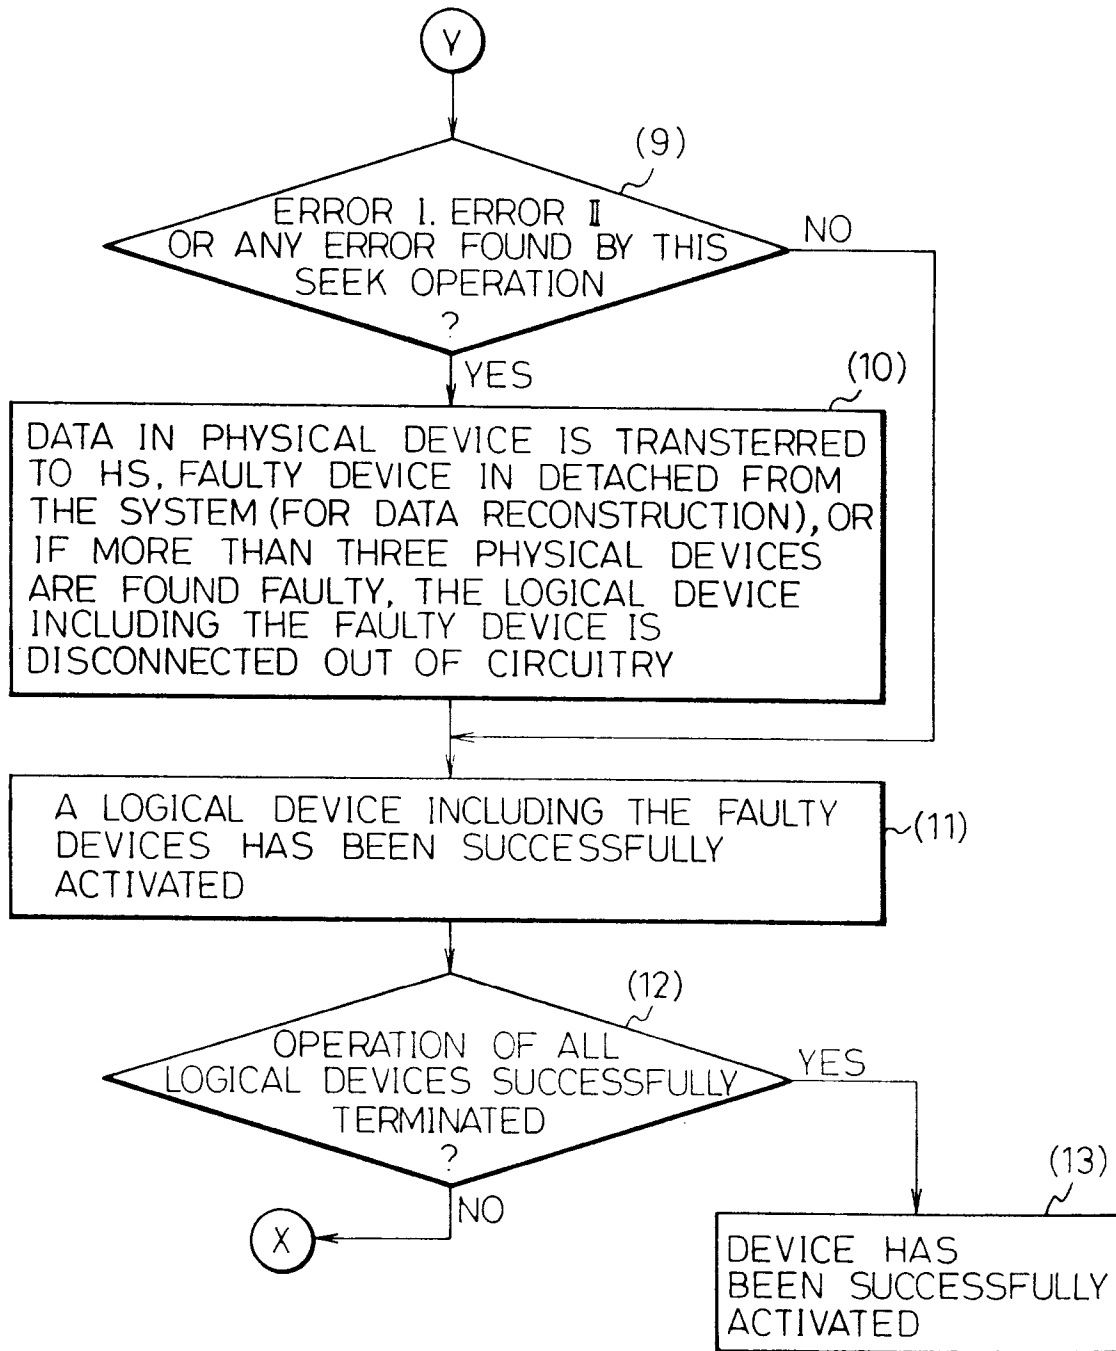 Y
(9)
ERROR I. ERROR II
OR ANY ERROR FOUND BY THIS
SEEK OPERATION
?
NO
YES
(10)
DATA IN PHYSICAL DEVICE IS TRANSTERRED
TO HS, FAULTY DEVICE IN DETACHED FROM
THE SYSTEM (FOR DATA RECONSTRUCTION), OR
IF MORE THAN THREE PHYSICAL DEVICES
ARE FOUND FAULTY, THE LOGICAL DEVICE
INCLUDING THE FAULTY DEVICE IS
DISCONNECTED OUT OF CIRCUITRY
A LOGICAL DEVICE INCLUDING THE FAULTY
DEVICES HAS BEEN SUCCESSFULLY
ACTIVATED
(11)
(12)
OPERATION OF ALL
LOGICAL DEVICES SUCCESSFULLY
TERMINATED
?
YES
NO
X
(13)
DEVICE HAS
BEEN SUCCESSFULLY
ACTIVATED